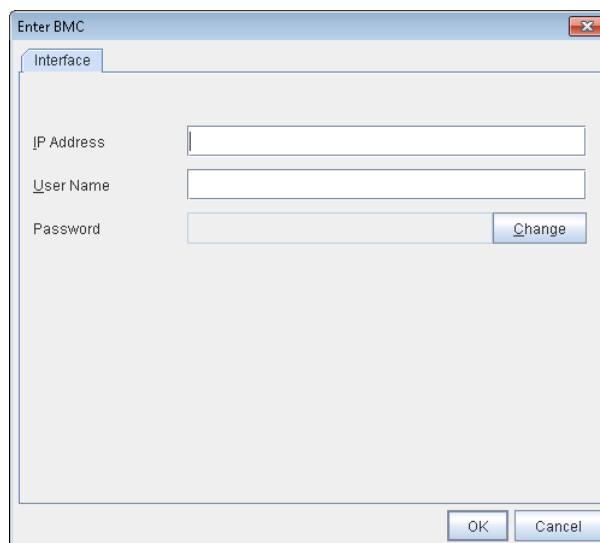 Enter BMC
Interface
IP Address
User Name
Password Change
OK Cancel